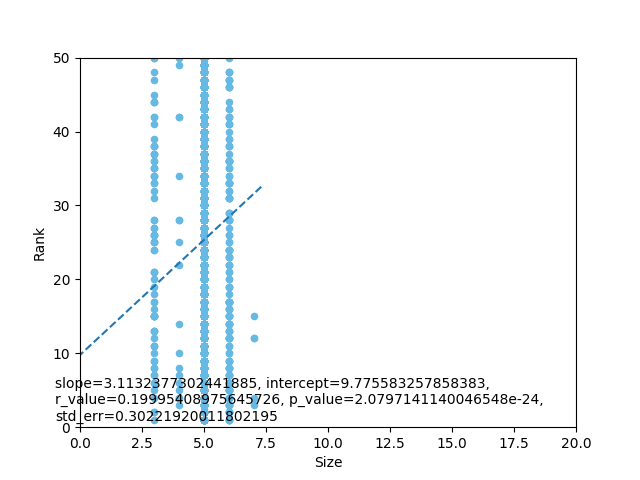 50
40
30
20
10
0
Rank
slope=3.1132377302441885, intercept=9.775583257858383,
r_value=0.19995408975645726, p_value=2.0797141140046548e-24,
std_err=0.30221920011802195
0.0 2.5 5.0 7.5 10.0 12.5 15.0 17.5 20.0
Size